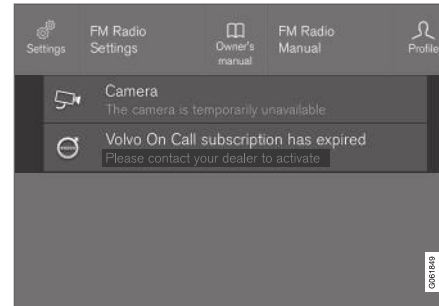 Settings
FM Radio
Settings
Owner's
manual
FM Radio
Manual
Profile
Camera
The camera is temporarily unavailable
Volvo On Call subscription has expired
Please contact your dealer to activate
G061849